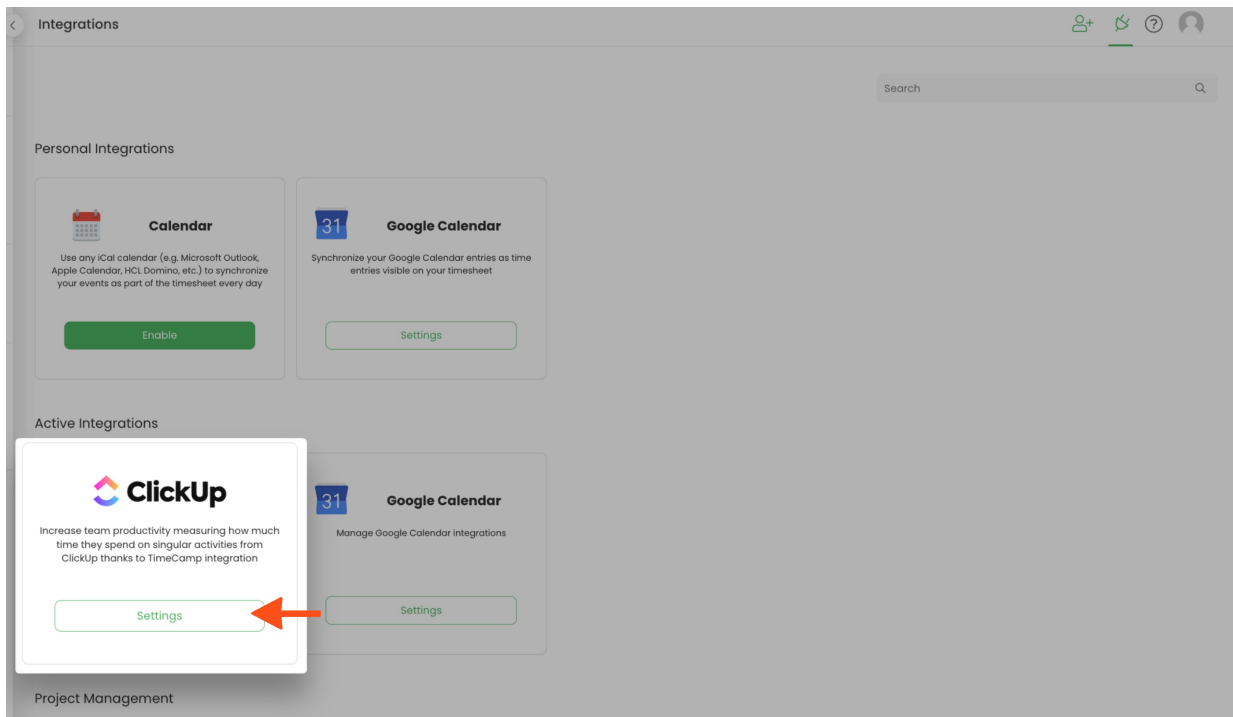 Integrations
Search
Personal Integrations
Calendar
Use any iCal calendar (e.g. Microsoft Outlook,
Apple Calendar, HCL Domino, etc.) to synchronize
your events as part of the timesheet every day
Enable
31
Google Calendar
Synchronize your Google Calendar entries as time
entries visible on your timesheet
Settings
Active Integrations
ClickUp
Increase team productivity measuring how much
time they spend on singular activities from
ClickUp thanks to TimeCamp integration
Settings
31
Google Calendar
Manage Google Calendar integrations
Settings
Project Management